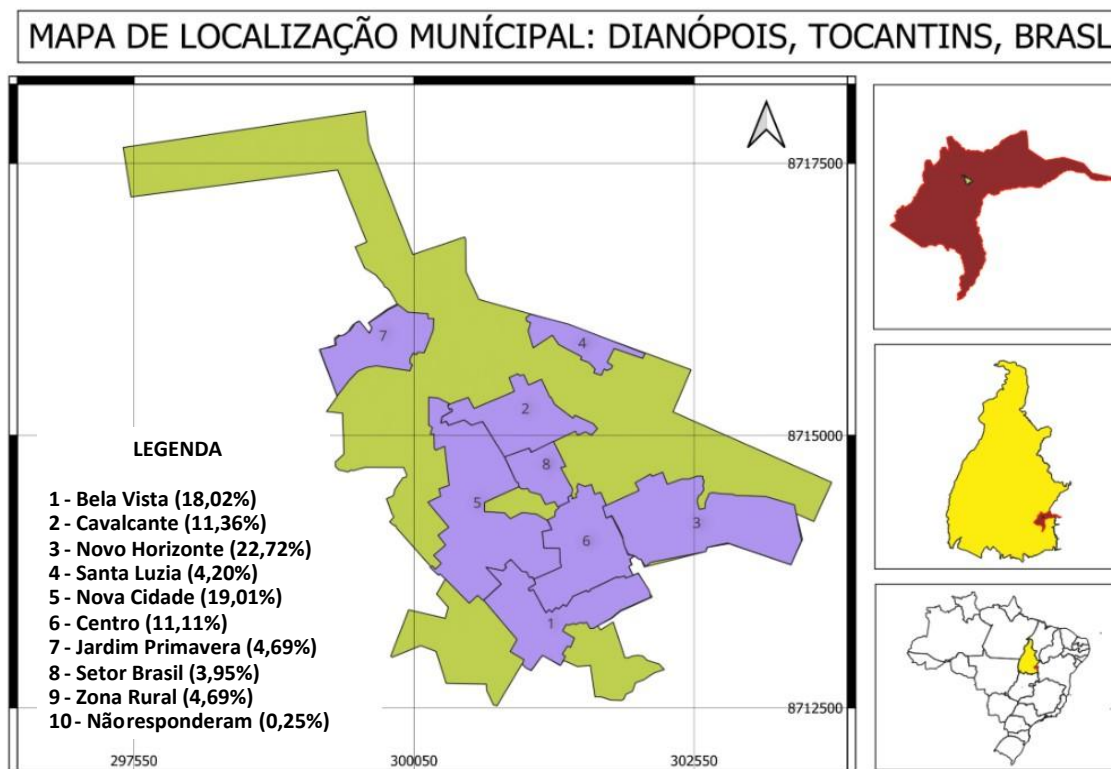 MAPA DE LOCALIZAÇÃO MUNÍCIPAL: DIANÓPOIS, TOCANTINS, BRASL
8717500
7
4
2
8715000
8
5
3
6
1
8712500
LEGENDA
1 - Bela Vista (18,02%)
2 - Cavalcante (11,36%)
3 - Novo Horizonte (22,72%)
4 - Santa Luzia (4,20%)
5 - Nova Cidade (19,01%)
6 - Centro (11,11%)
7 - Jardim Primavera (4,69%)
8 - Setor Brasil (3,95%)
9 - Zona Rural (4,69%)
10 - Não responderam (0,25%)
297550 300050 302550